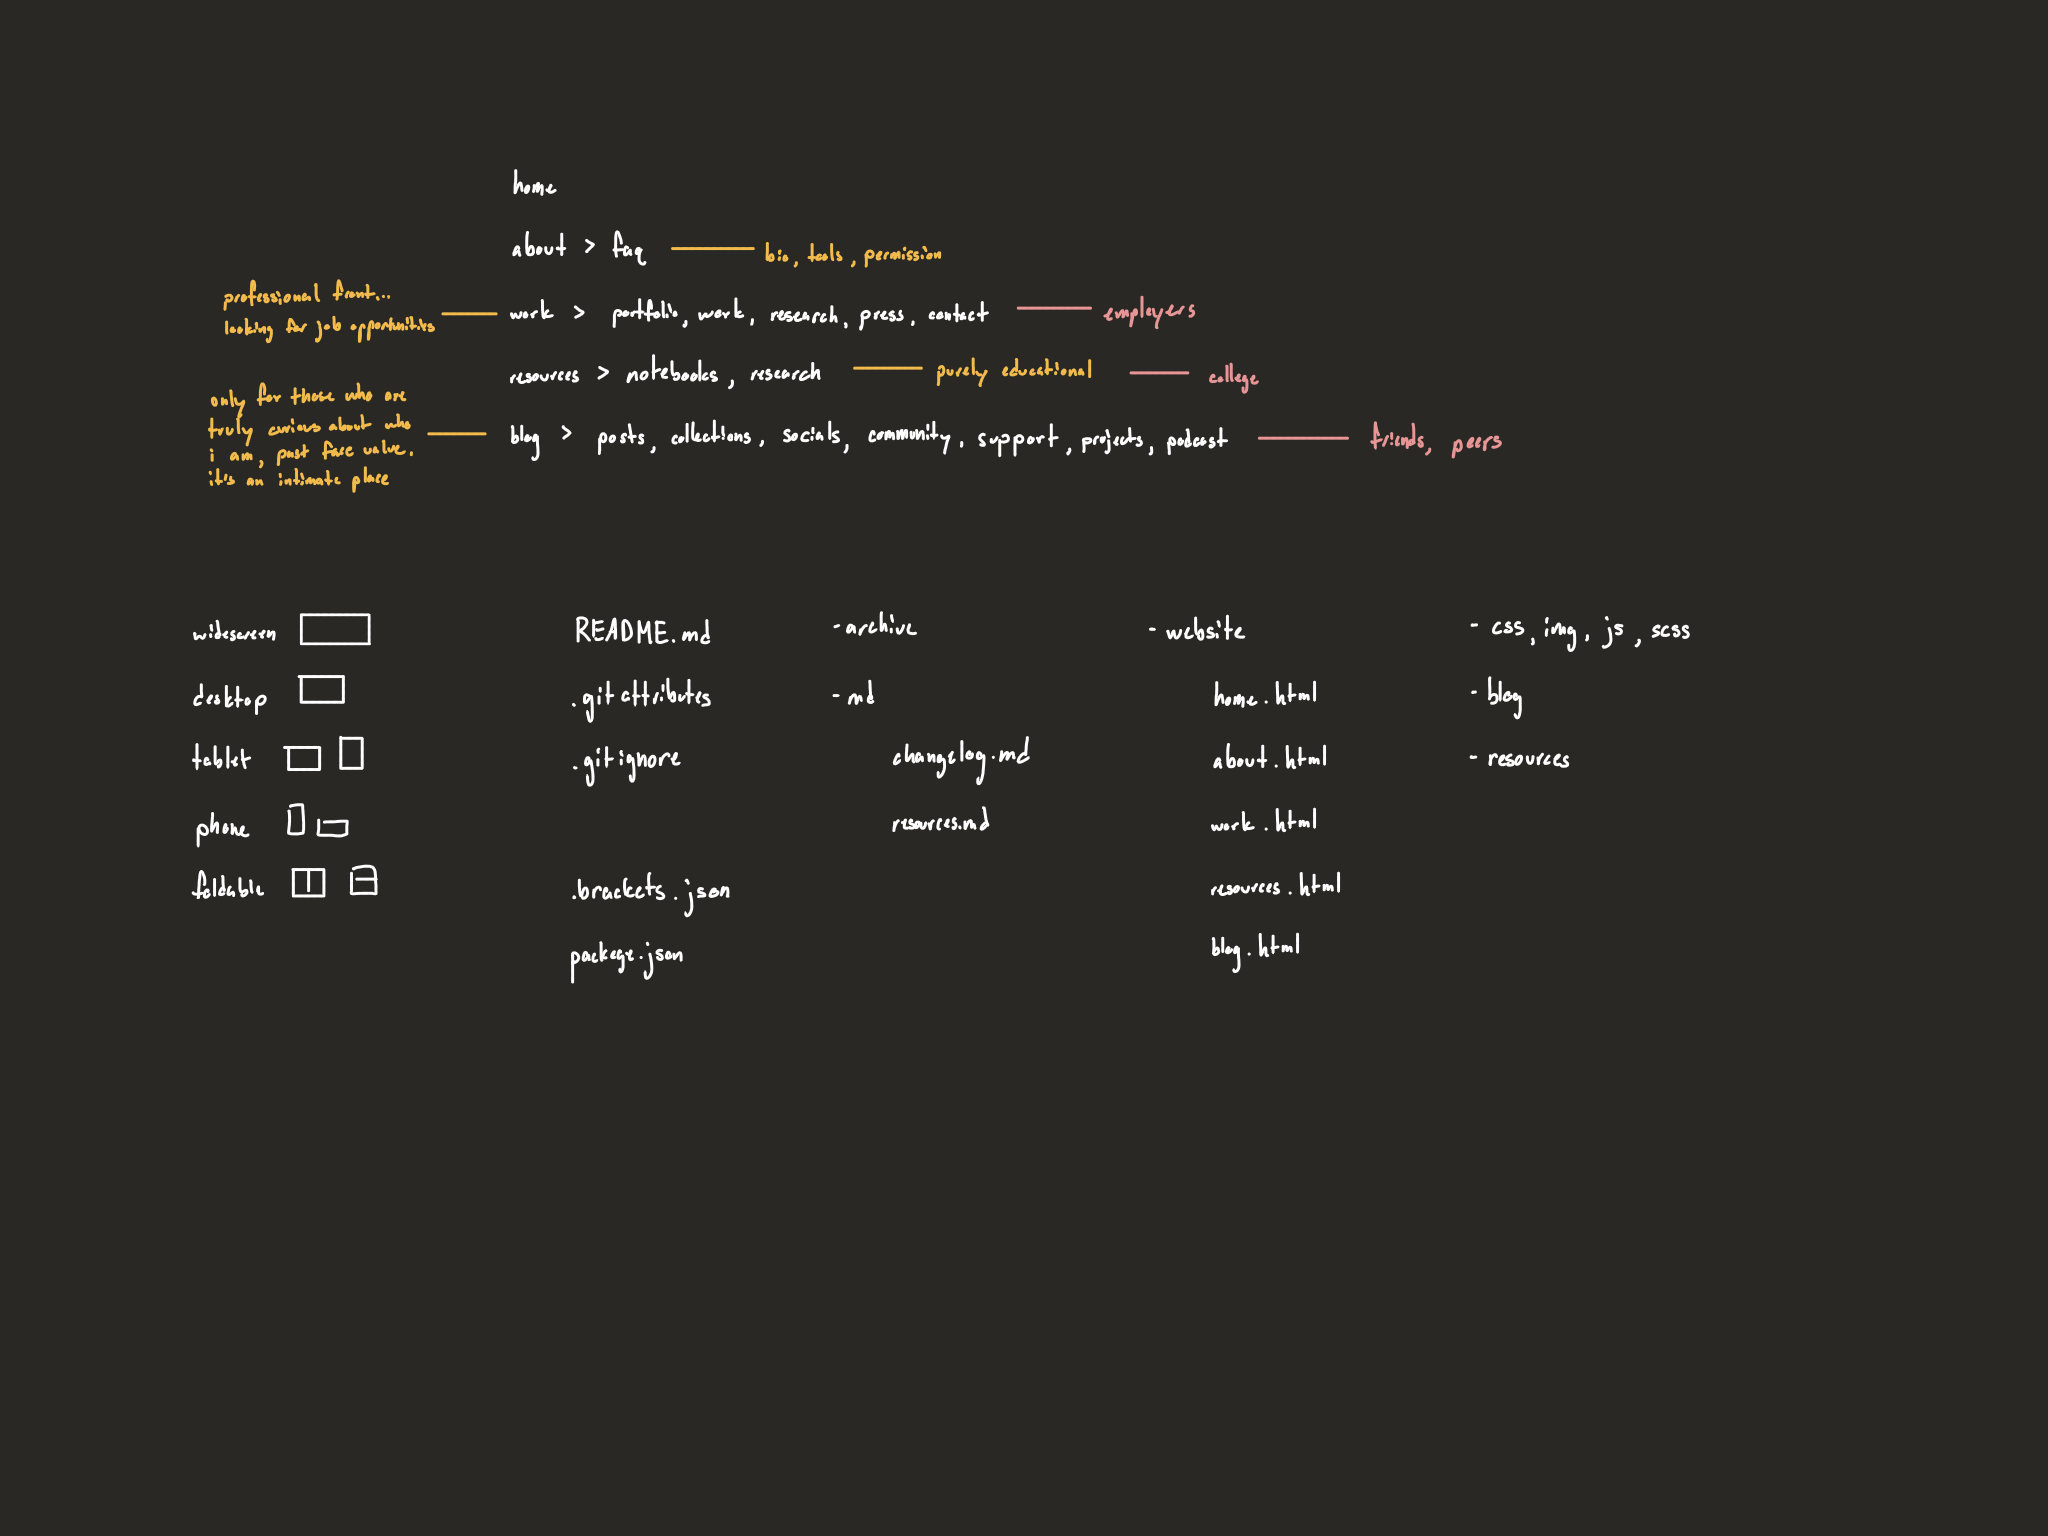 home
about > faq bio, tools, permission
professional front...
looking for job opportunities
work > portfolio, work, research, press, contact employers
resources > notebooks, research purely educational college
only for those who are
truly curious about who
i am, past face value.
it's an intimate place
blog > posts, collections, socials, community, support, projects, podcast friends, peers
widescreen
desktop
tablet
phone
foldable
README.md
.gitattributes
.gitignore
.brackets.json
package.json
- archive
- md
changelog.md
resources.md
- website
home.html
about.html
work.html
resources.html
blog.html
- css, img, js, scss
- blog
- resources